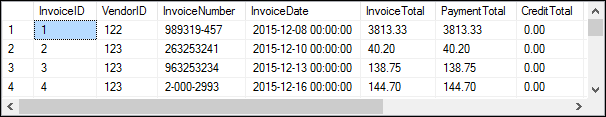 InvoiceID VendorID InvoiceNumber InvoiceDate InvoiceTotal PaymentTotal CreditTotal
1 1 122 989319-457 2015-12-08 00:00:00 3813.33 3813.33 0.00
2 2 123 263253241 2015-12-10 00:00:00 40.20 40.20 0.00
3 3 123 963253234 2015-12-13 00:00:00 138.75 138.75 0.00
4 4 123 2-000-2993 2015-12-16 00:00:00 144.70 144.70 0.00